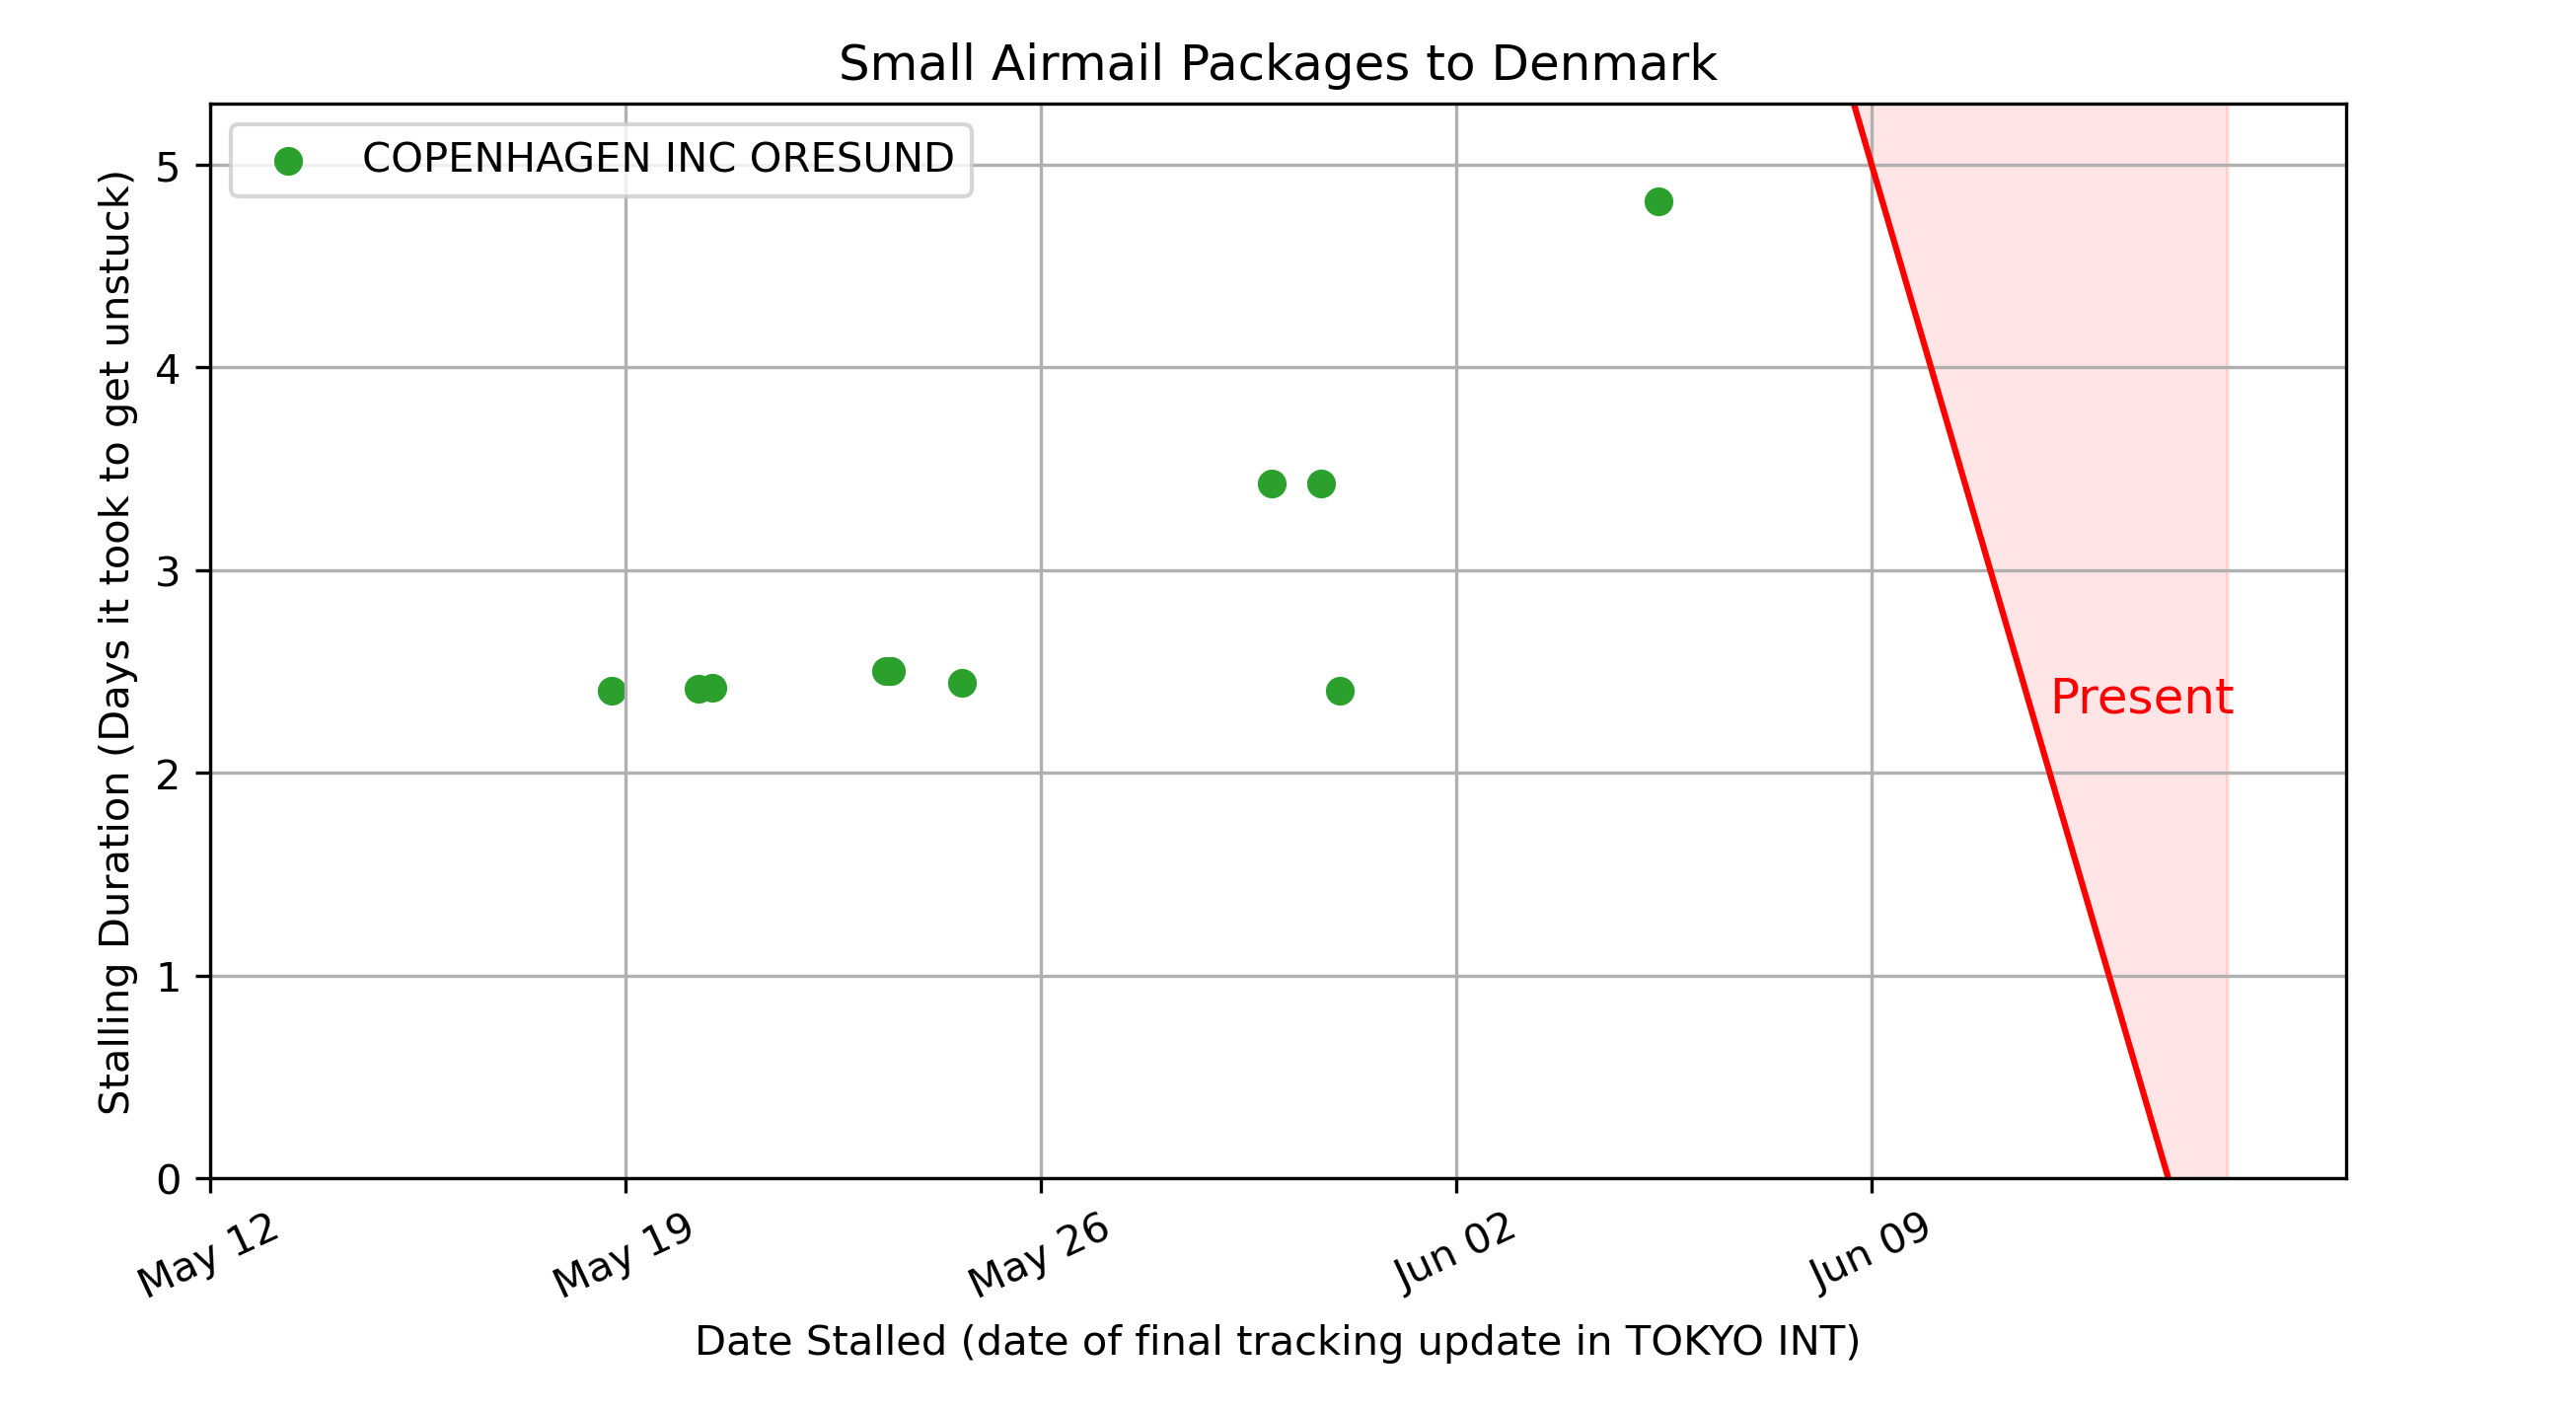 Small Airmail Packages to Denmark
COPENHAGEN INC ORESUND
Stalling Duration (Days it took to get unstuck)
5
4
3
2
1
0
Present
May 12
May 19
May 26
Jun 02
Jun 09
Date Stalled (date of final tracking update in TOKYO INT)